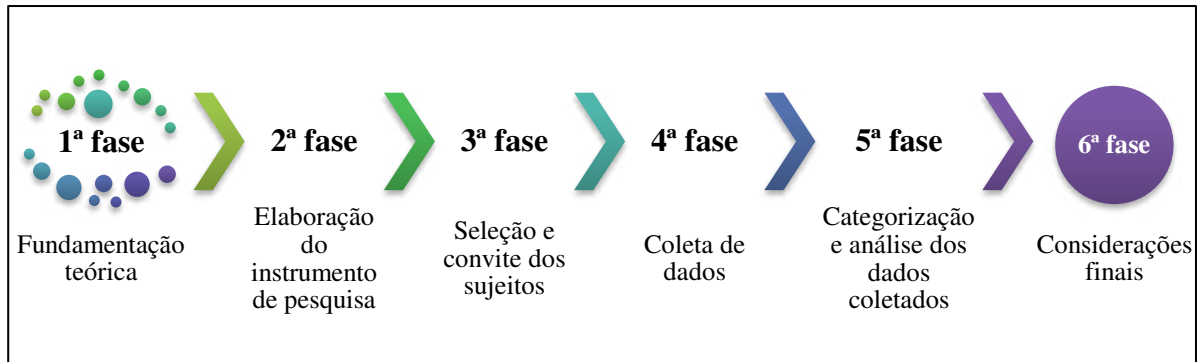 1ª fase
Fundamentação
teórica
2ª fase
Elaboração
do
instrumento
de pesquisa
3ª fase
Seleção e
convite dos
sujeitos
4ª fase
Coleta de
dados
5ª fase
Categorização
e análise dos
dados
coletados
6ª fase
Considerações
finais